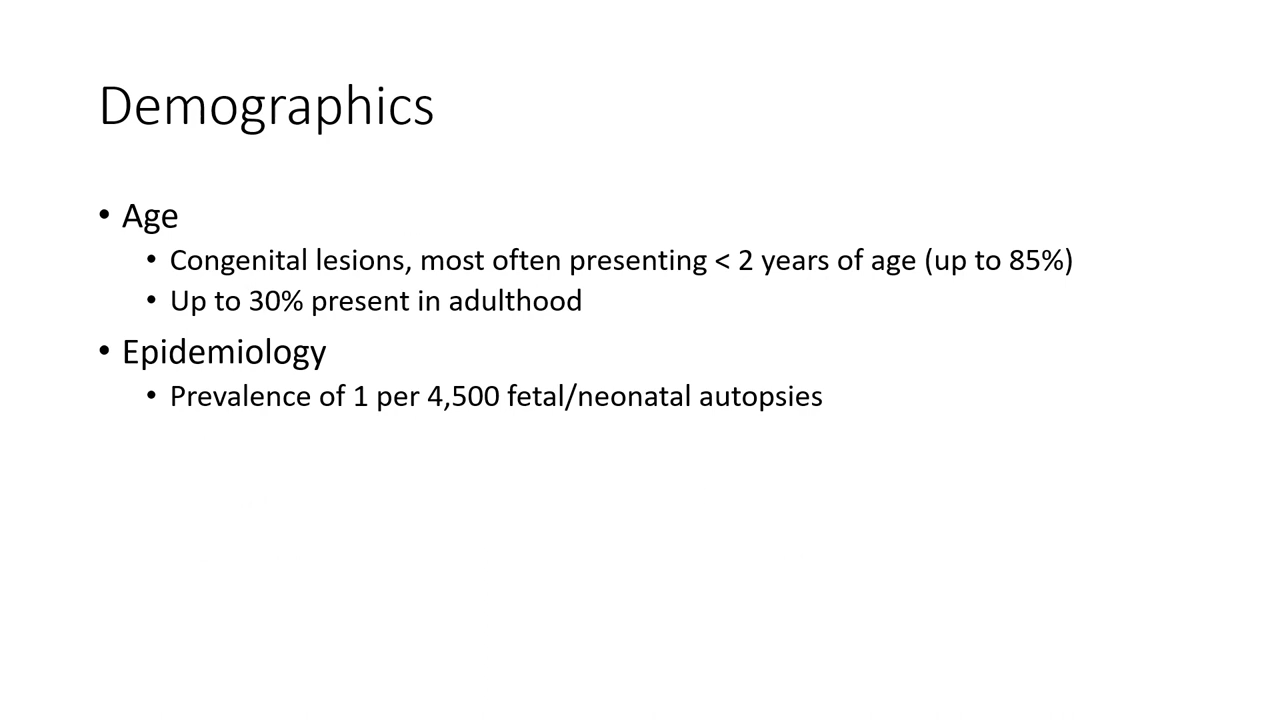 Demographics
• Age
• Congenital lesions, most often presenting < 2 years of age (up to 85%)
• Up to 30% present in adulthood
• Epidemiology
• Prevalence of 1 per 4,500 fetal/neonatal autopsies